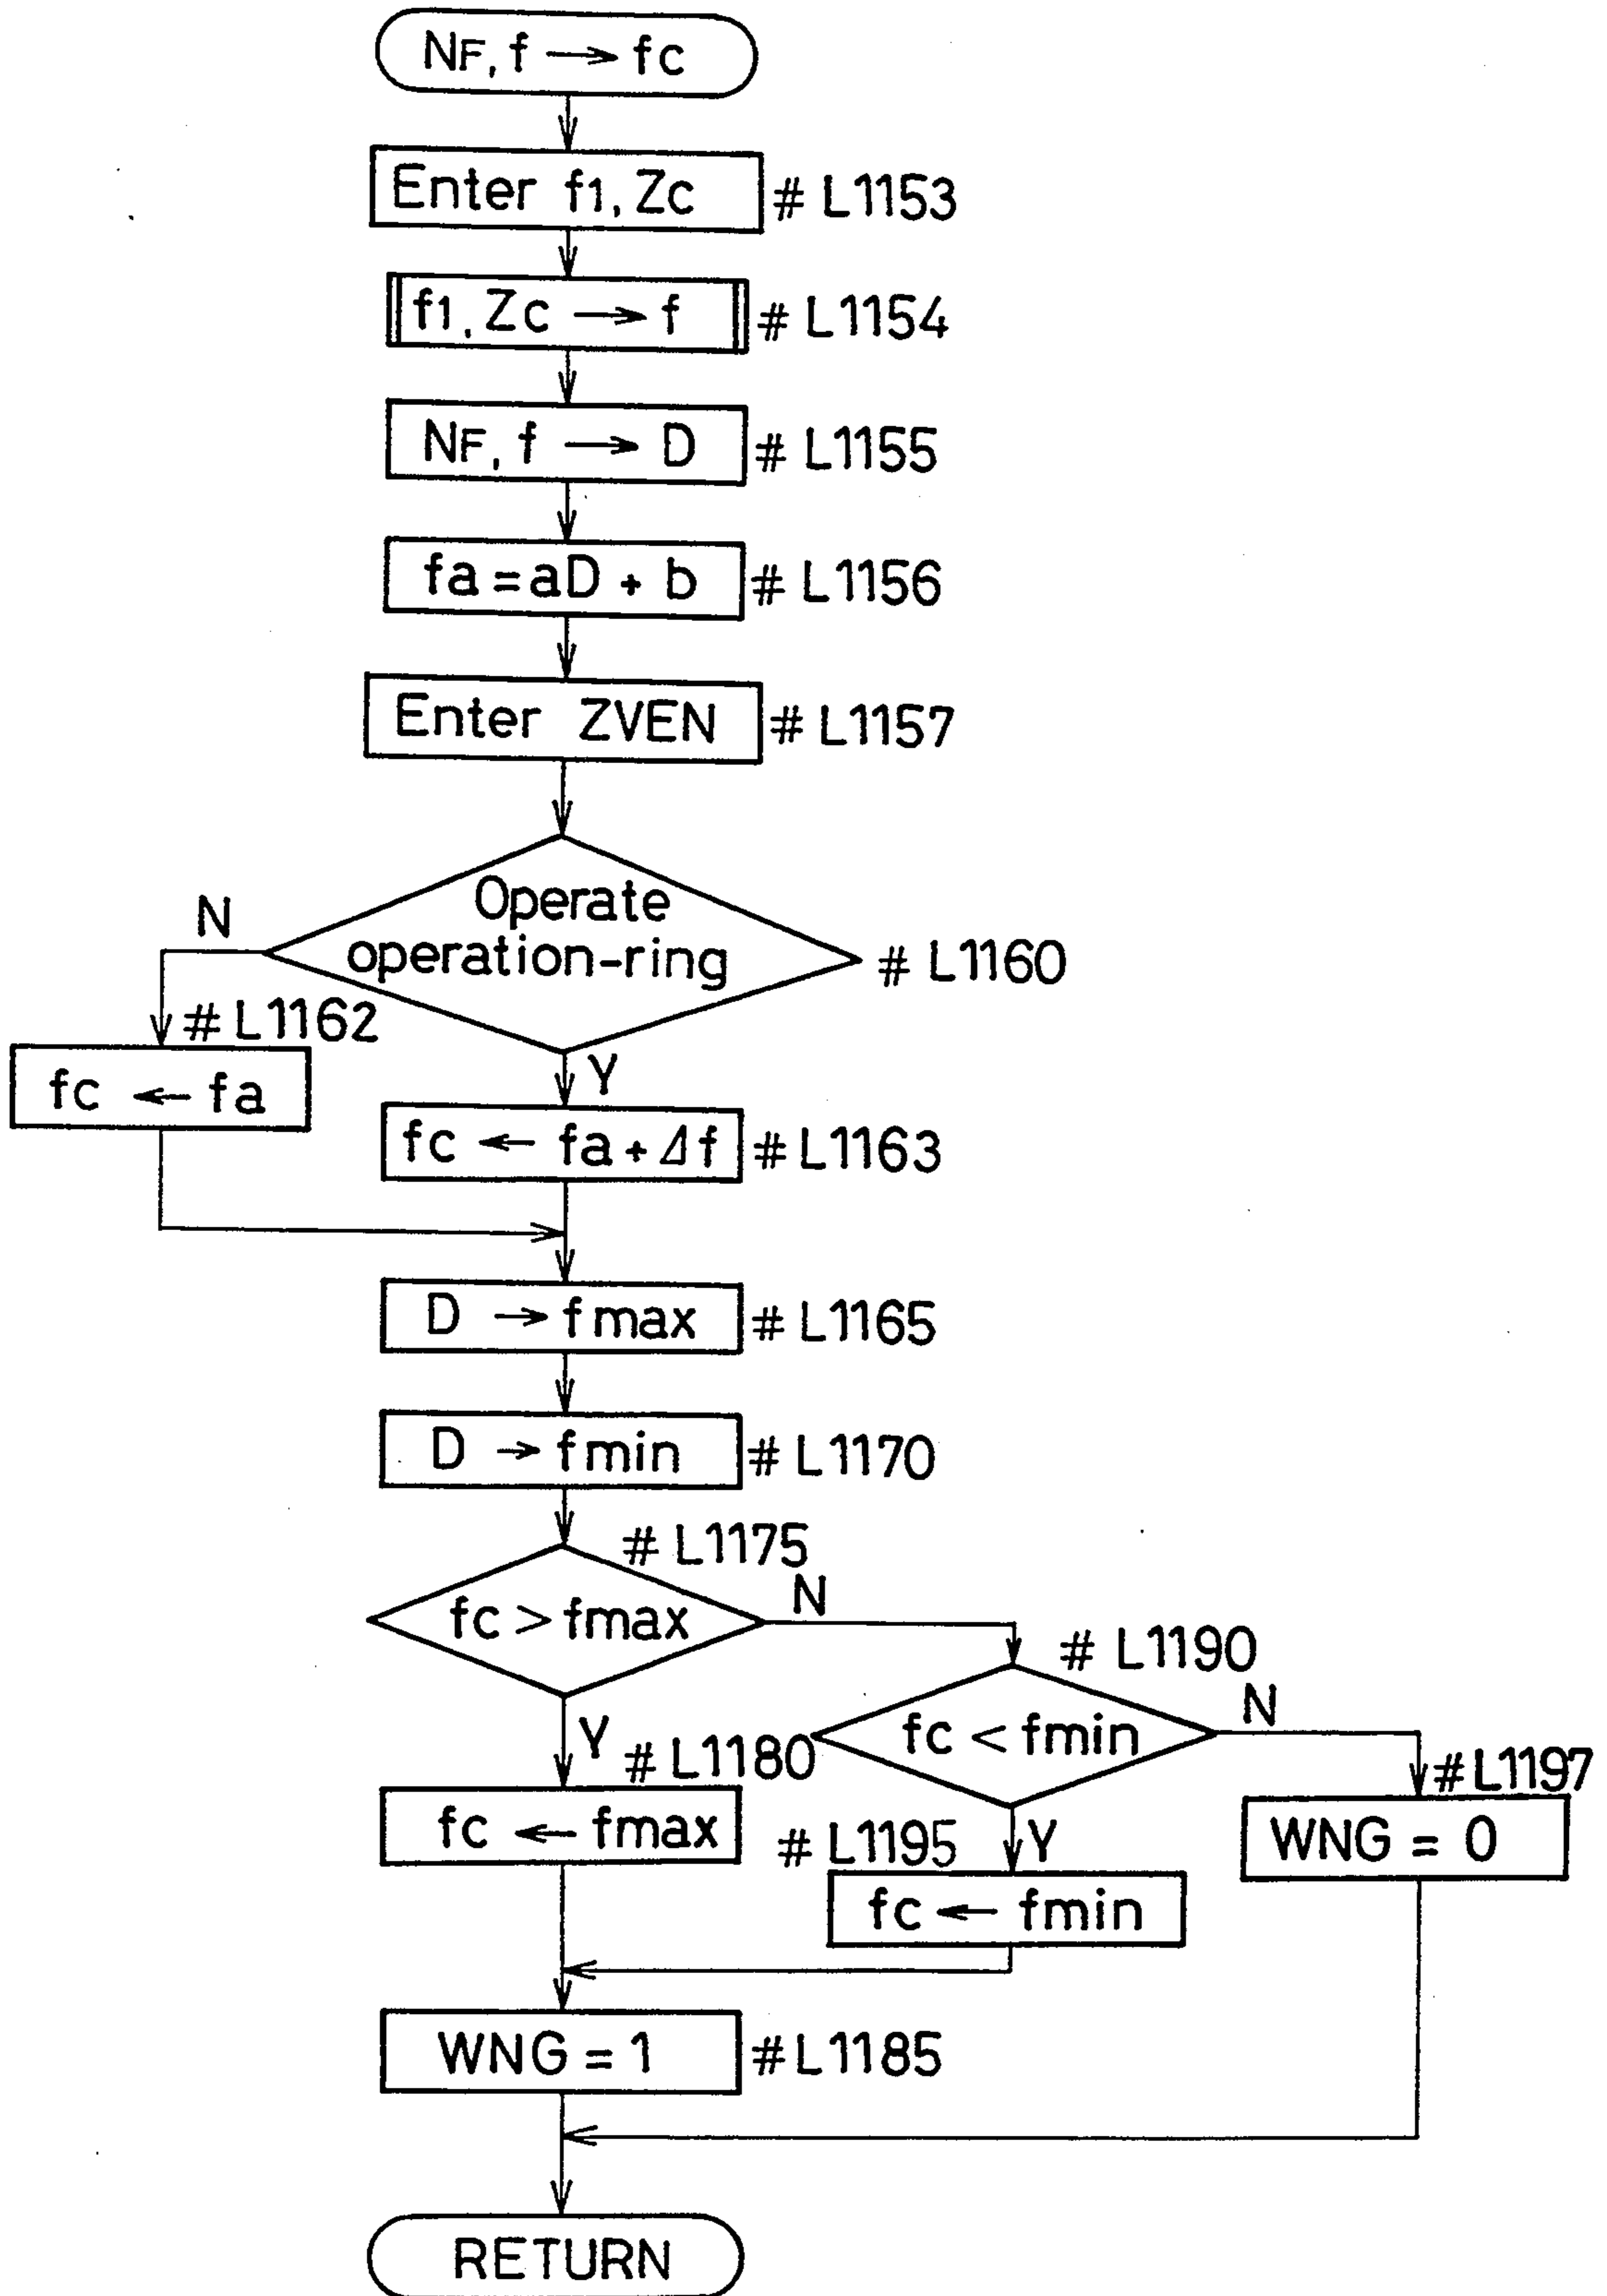 NF, f → fc
Enter f1, Zc # L1153
f1, Zc → f # L1154
NF, f → D # L1155
fa = aD + b # L1156
Enter ZVEN # L1157
Operate
operation-ring # L1160
N
# L1162
fc ← fa
Y
fc ← fa + Δf # L1163
D → fmax # L1165
D → fmin # L1170
# L1175
fc > fmax
N
# L1190
fc < fmin
N
Y
# L1180
# L1197
fc ← fmax
WNG = 0
# L1195
Y
fc ← fmin
WNG = 1 # L1185
RETURN